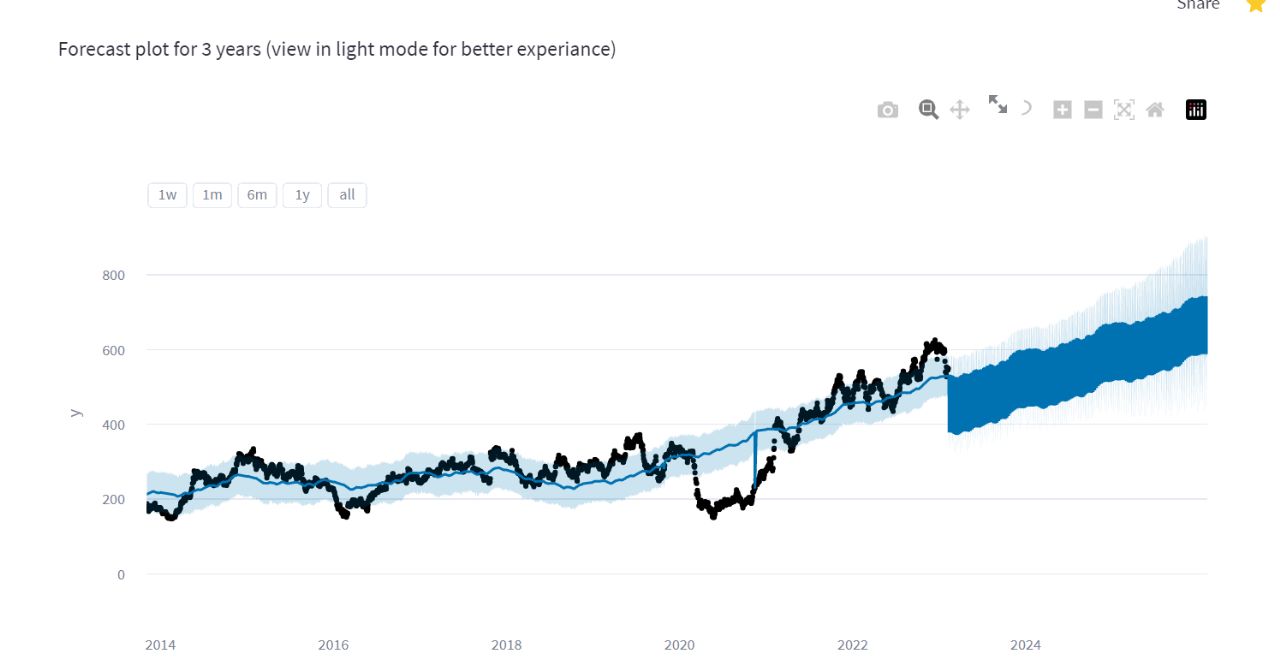 Share
Forecast plot for 3 years (view in light mode for better experiance)
1w 1m 6m 1y all
800
600
y
400
200
0
2014 2016 2018 2020 2022 2024